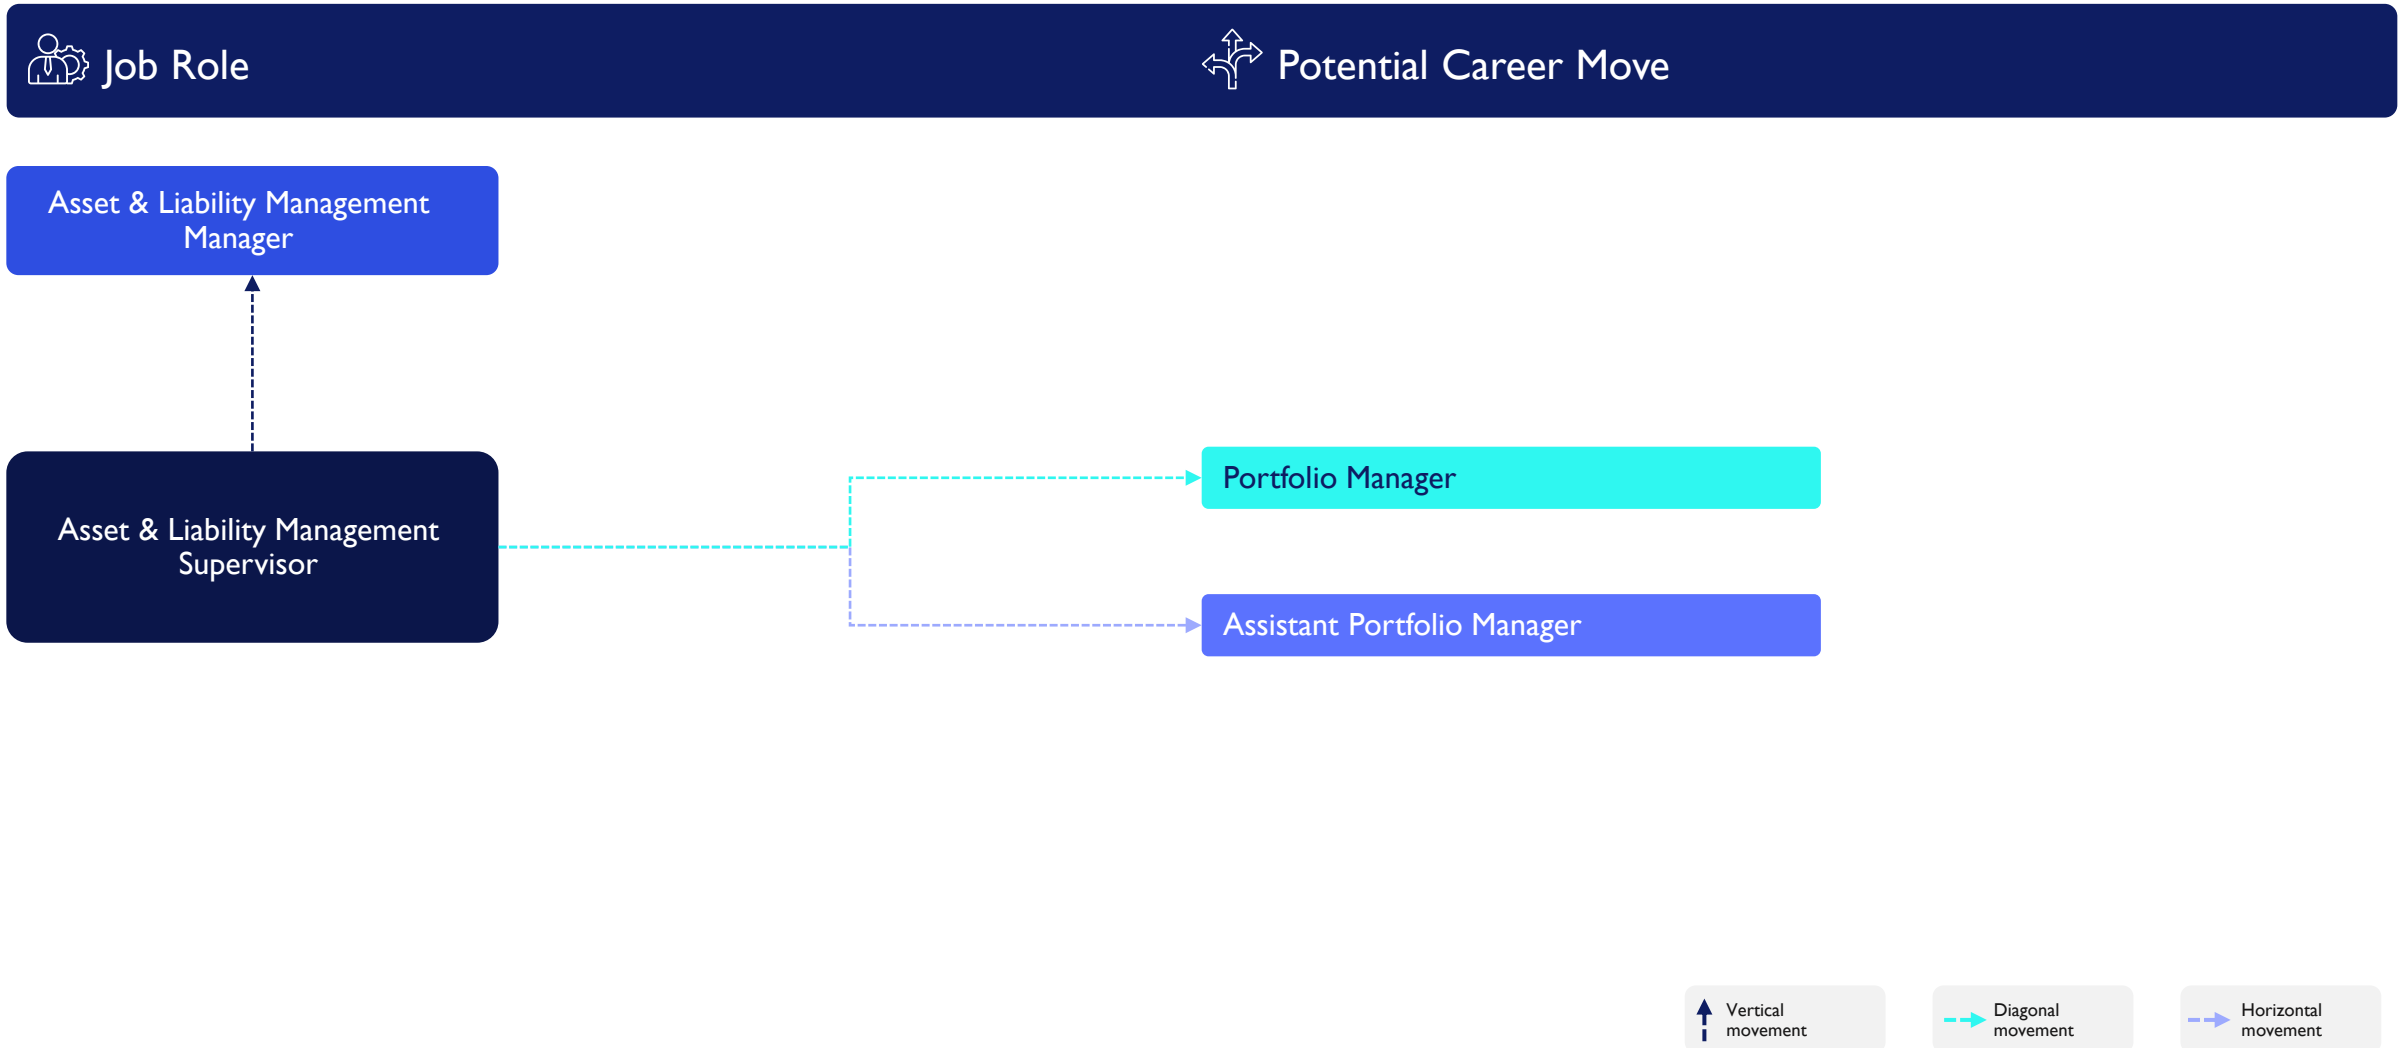 Job Role
Potential Career Move
Asset & Liability Management
Manager
Asset & Liability Management
Supervisor
Portfolio Manager
Assistant Portfolio Manager
Vertical
movement
Diagonal
movement
Horizontal
movement